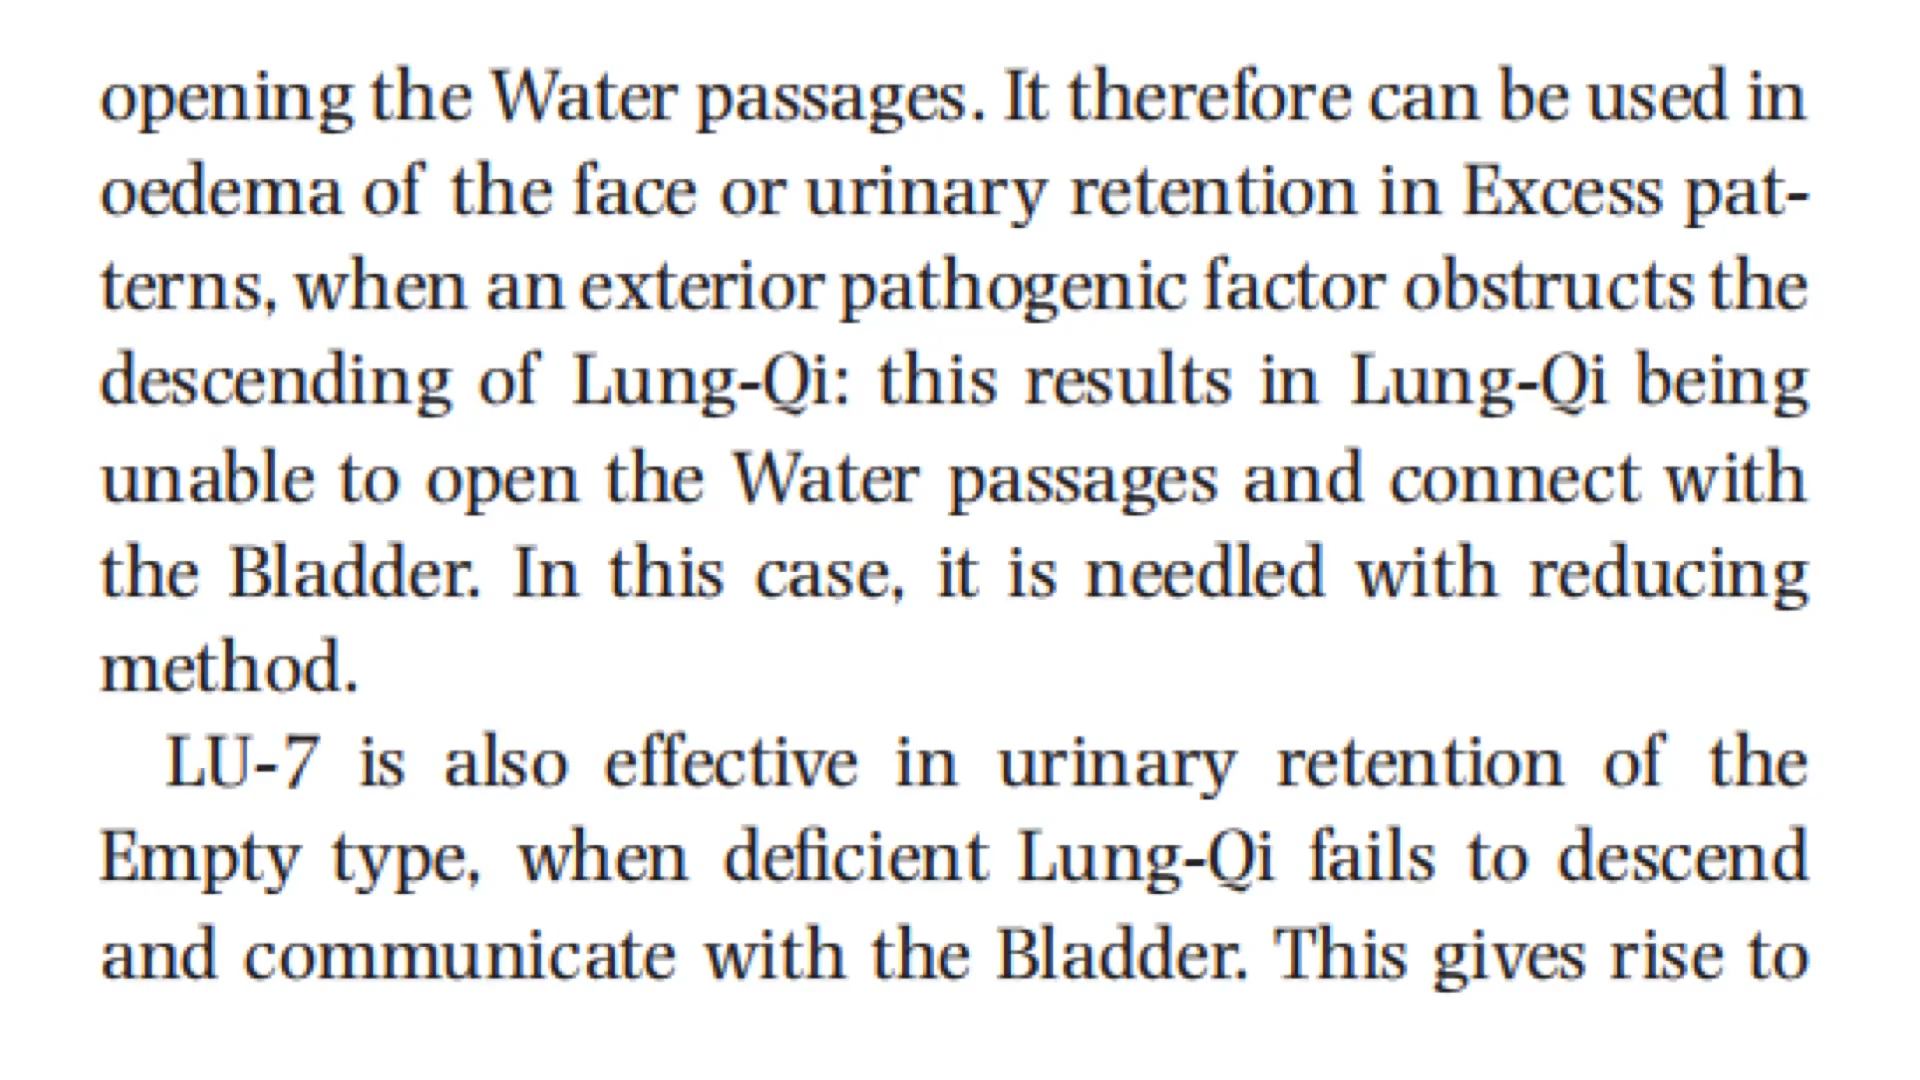 opening the Water passages. It therefore can be used in
oedema of the face or urinary retention in Excess pat-
terns, when an exterior pathogenic factor obstructs the
descending of Lung-Qi: this results in Lung-Qi being
unable to open the Water passages and connect with
the Bladder. In this case, it is needled with reducing
method.
LU-7 is also effective in urinary retention of the
Empty type, when deficient Lung-Qi fails to descend
and communicate with the Bladder. This gives rise to